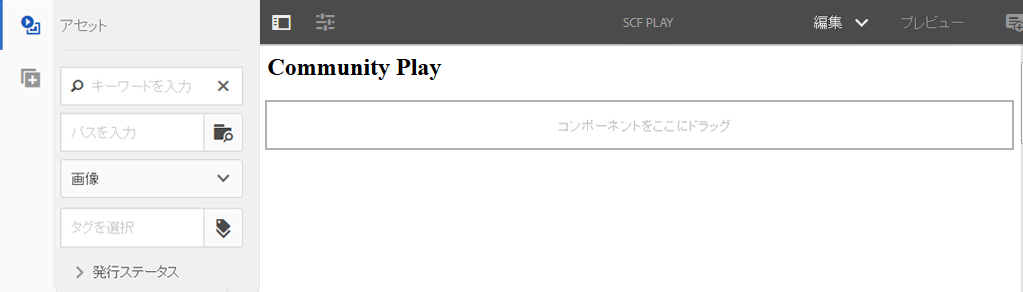 アセット
キーワードを入力
パスを入力
画像
タグを選択
発行ステータス
SCF PLAY
編集
プレビュー
Community Play
コンポーネントをここにドラッグ